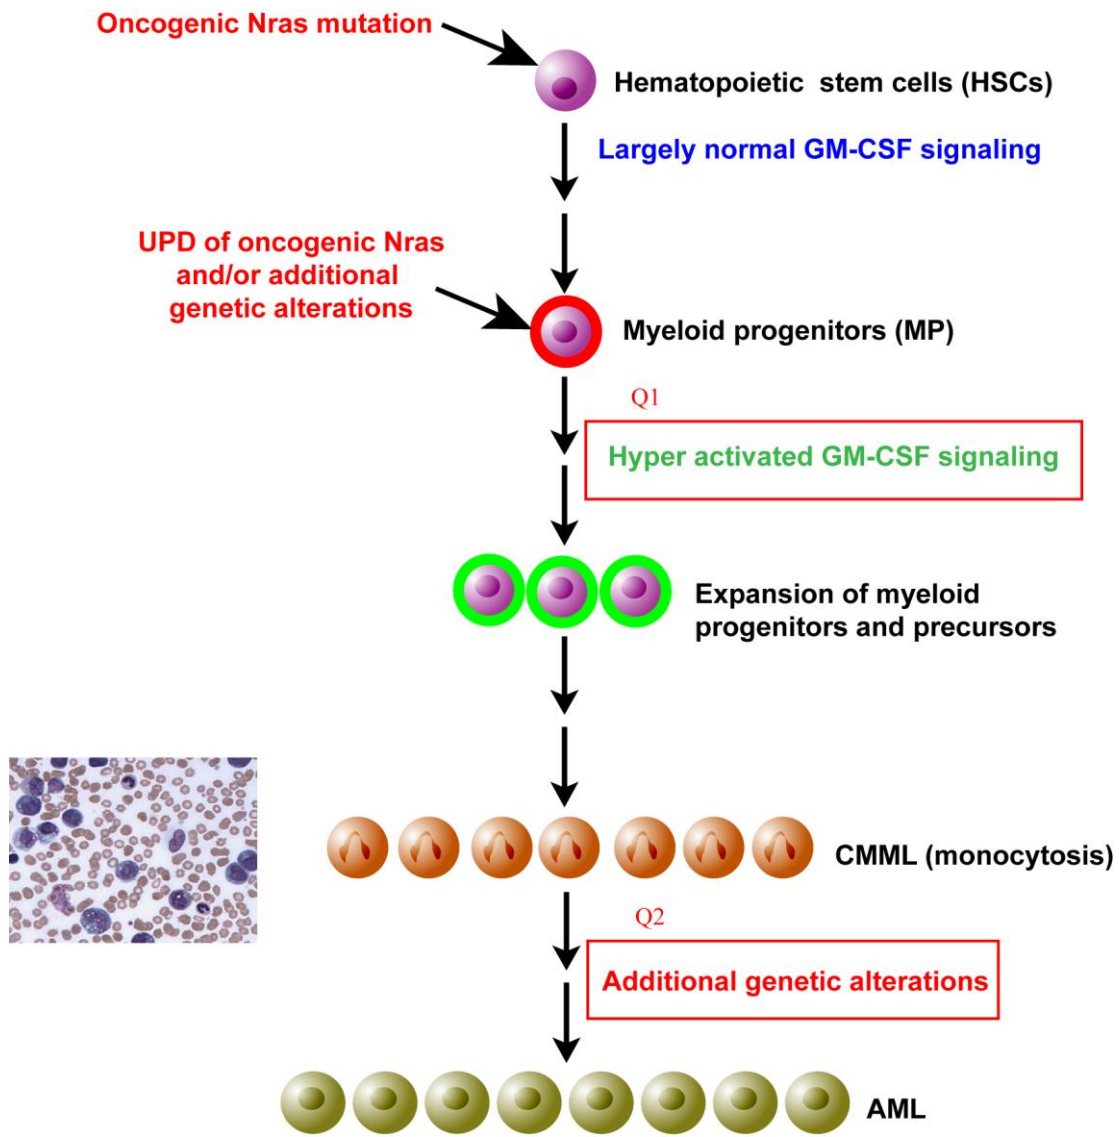 Oncogenic Nras mutation
Hematopoietic stem cells (HSCs)
Largely normal GM-CSF signaling
UPD of oncogenic Nras
and/or additional
genetic alterations
Myeloid progenitors (MP)
Q1
Hyper activated GM-CSF signaling
Expansion of myeloid
progenitors and precursors
CMML (monocytosis)
Q2
Additional genetic alterations
AML